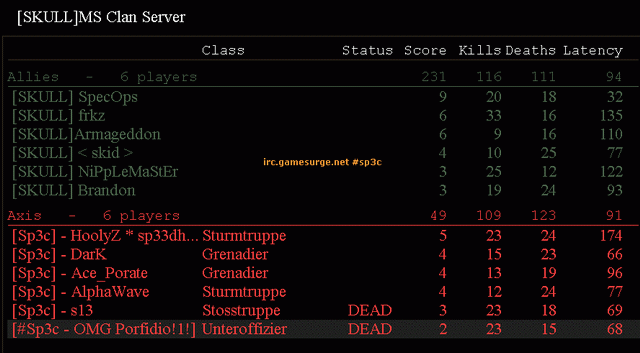 [SKULL]MS Clan Server
Class Status Score Kills Deaths Latency
Allies - 6 players 231 116 111 94
[SKULL] SpecOps 9 20 18 32
[SKULL] frkz 6 33 16 135
[SKULL]Armageddon 6 9 16 110
[SKULL] < skid > 4 10 25 77
irc.gamesurge.net #sp3c
[SKULL] NiPpLeMaStEr 3 25 12 122
[SKULL] Brandon 3 19 24 93
Axis - 6 players 49 109 123 91
[Sp3c] - HoolyZ * sp33dh... Sturmtruppe 5 23 24 174
[Sp3c] - DarK Grenadier 4 15 23 66
[Sp3c] - Ace_Porate Grenadier 4 13 19 96
[Sp3c] - AlphaWave Sturmtruppe 4 12 24 77
[Sp3c] - s13 Stosstruppe DEAD 3 23 18 69
[#Sp3c - OMG Porfidio!1!] Unteroffizier DEAD 2 23 15 68